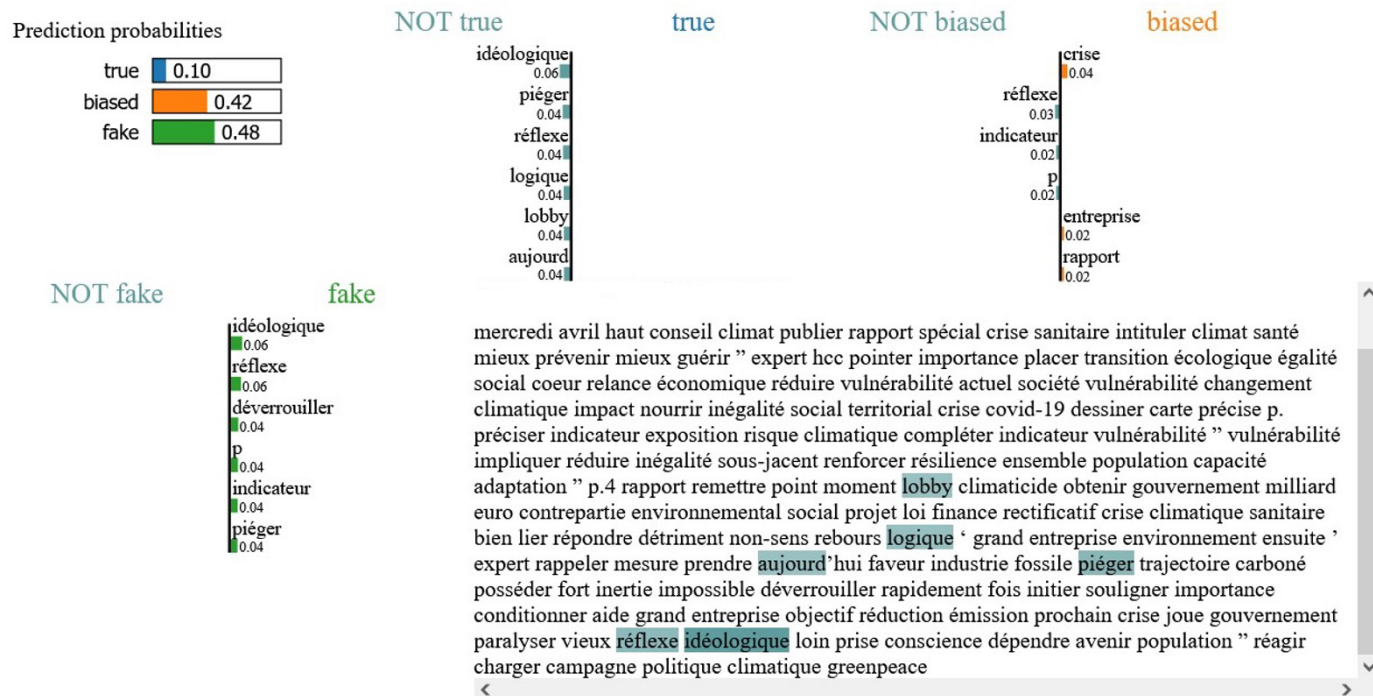 NOT true true NOT biased biased
Prediction probabilities
true 0.10
biased 0.42
fake 0.48
idéologique
0.06
piéger
0.04
réflexe
0.04
logique
0.04
lobby
0.04
aujourd
0.04
crise
0.04
réflexe
0.03
indicateur
0.02
p
0.02
entreprise
0.02
rapport
0.02
NOT fake fake
idéologique
0.06
réflexe
0.06
déverrouiller
0.04
p
0.04
indicateur
0.04
piéger
0.04
mercredi avril haut conseil climat publier rapport spécial crise sanitaire intituler climat santé
mieux prévenir mieux guérir ” expert hcc pointer importance placer transition écologique égalité
social coeur relance économique réduire vulnérabilité actuel société vulnérabilité changement
climatique impact nourrir inégalité social territorial crise covid-19 dessiner carte précise p.
préciser indicateur exposition risque climatique compléter indicateur vulnérabilité ” vulnérabilité
impliquer réduire inégalité sous-jacent renforcer résilience ensemble population capacité
adaptation ” p.4 rapport remettre point moment lobby climaticide obtenir gouvernement milliard
euro contrepartie environnemental social projet loi finance rectificatif crise climatique sanitaire
bien lier répondre détriment non-sens rebours logique ‘ grand entreprise environnement ensuite ’
expert rappeler mesure prendre aujourd’hui faveur industrie fossile piéger trajectoire carboné
posséder fort inertie impossible déverrouiller rapidement fois initier souligner importance
conditionner aide grand entreprise objectif réduction émission prochain crise joue gouvernement
paralyser vieux réflexe idéologique loin prise conscience dépendre avenir population ” réagir
charger campagne politique climatique greenpeace